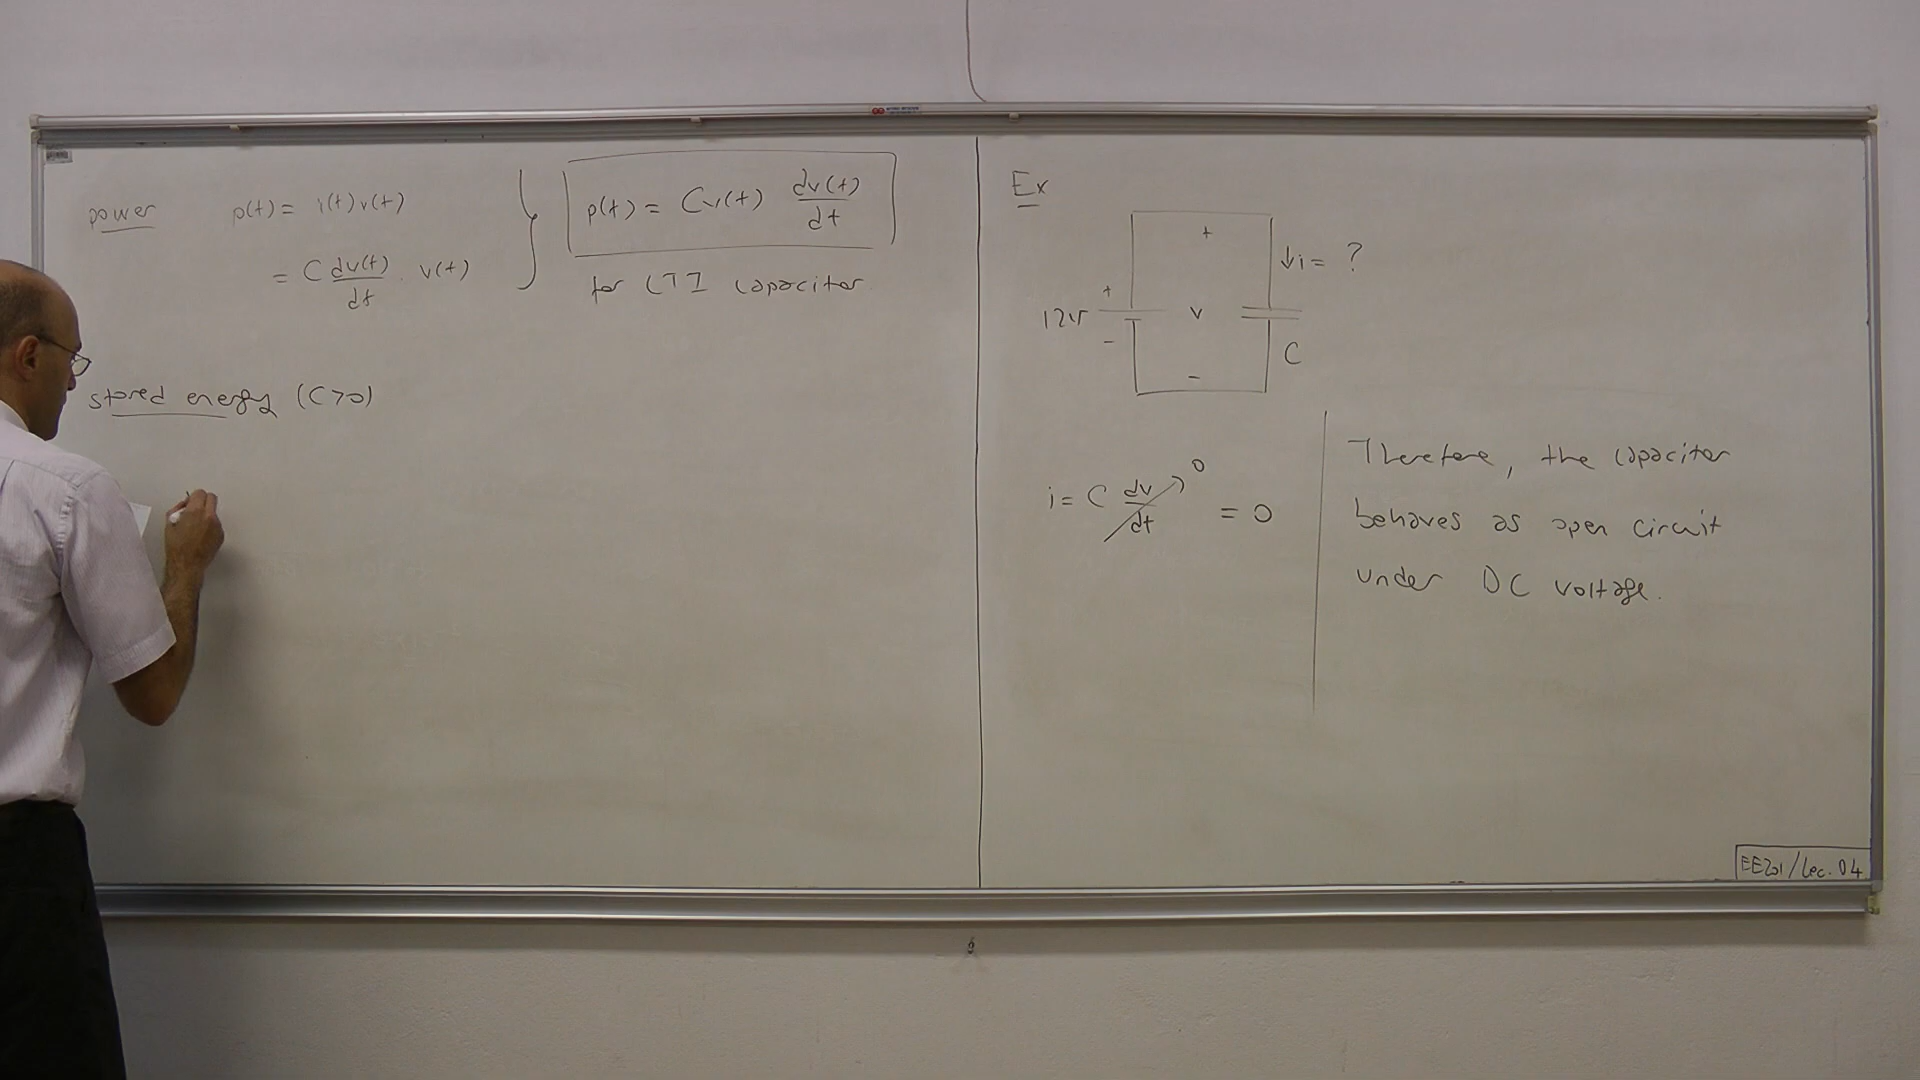 power p(t) = i(t)v(t)
= C dv(t)/dt . v(t)
p(t) = Cv(t) dv(t)/dt
for LTI capacitor
stored energy (C>0)
Ex
+
↓i = ?
+
12V
v
-
C
-
i = C dv/dt 0 = 0
Therefore, the capacitor
behaves as open circuit
under DC voltage.
EE201/Lec. 04